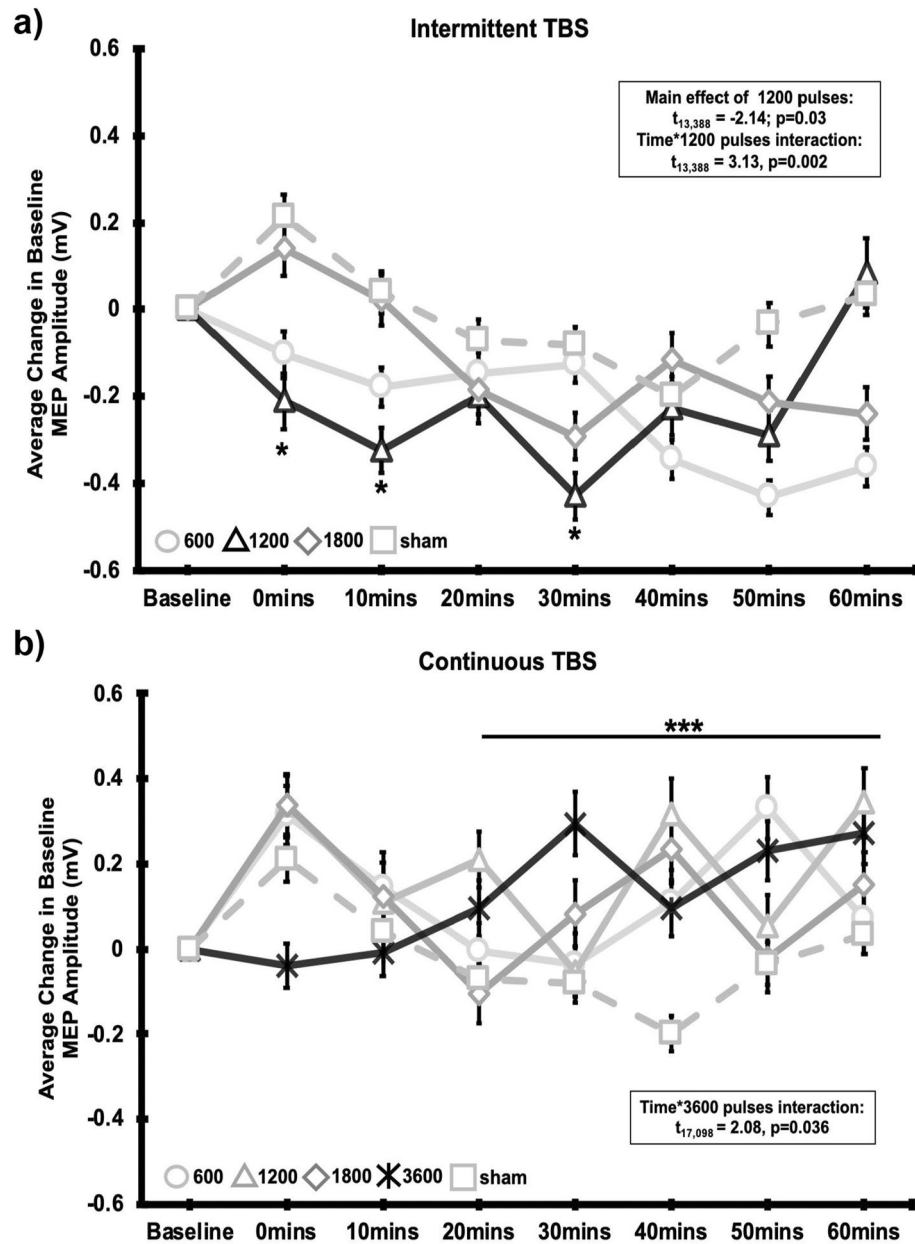 a)
Intermittent TBS
0.6
0.4
0.2
0
-0.2
-0.4
-0.6
Average Change in Baseline
MEP Amplitude (mV)
Main effect of 1200 pulses:
t13,388 = -2.14; p=0.03
Time*1200 pulses interaction:
t13,388 = 3.13, p=0.002
*
*
*
600 1200 1800 sham
Baseline 0mins 10mins 20mins 30mins 40mins 50mins 60mins
b)
Continuous TBS
0.6
0.4
0.2
0
-0.2
-0.4
-0.6
Average Change in Baseline
MEP Amplitude (mV)
***
Time*3600 pulses interaction:
t17,098 = 2.08, p=0.036
600 1200 1800 3600 sham
Baseline 0mins 10mins 20mins 30mins 40mins 50mins 60mins